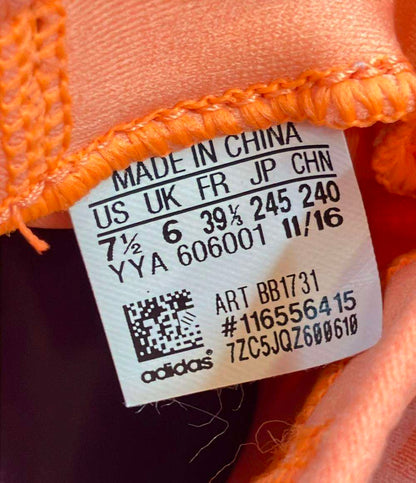 MADE IN CHINA
US UK FR JP CHN
7½ 6 39⅓ 245 240
YYA 606001 11/16
ART BB1731
#116556415
7ZC5JQZ600610
adidas®